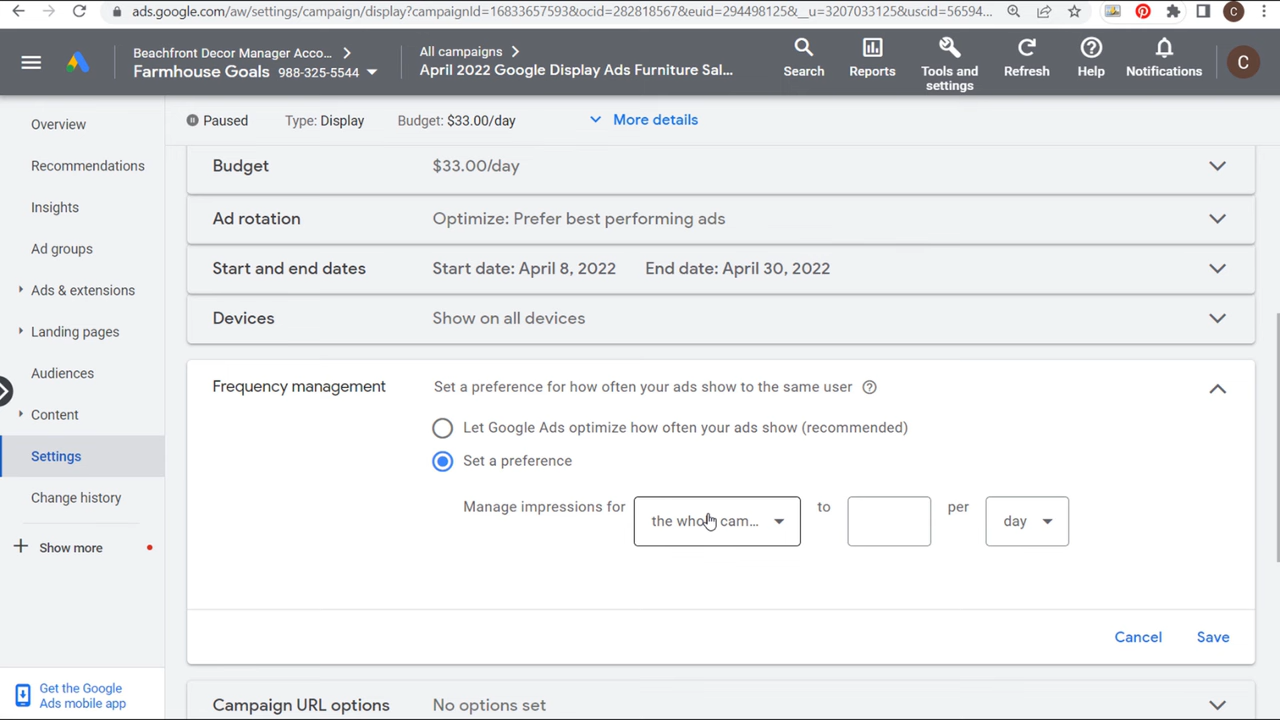 ads.google.com/aw/settings/campaign/display?campaignId=16833657593&ocid=282818567&euid=294498125&__u=3207033125&uscid=56594...
C
Beachfront Decor Manager Acco...
Farmhouse Goals 988-325-5544
All campaigns
April 2022 Google Display Ads Furniture Sal...
Search
Reports
Tools and settings
Refresh
Help
Notifications
C
Overview
Recommendations
Insights
Ad groups
Ads & extensions
Landing pages
Audiences
Content
Settings
Change history
Show more
Get the Google
Ads mobile app
Paused Type: Display Budget: $33.00/day More details
Budget $33.00/day
Ad rotation Optimize: Prefer best performing ads
Start and end dates Start date: April 8, 2022 End date: April 30, 2022
Devices Show on all devices
Frequency management Set a preference for how often your ads show to the same user
Let Google Ads optimize how often your ads show (recommended)
Set a preference
Manage impressions for the whole cam... to per day
Cancel Save
Campaign URL options No options set